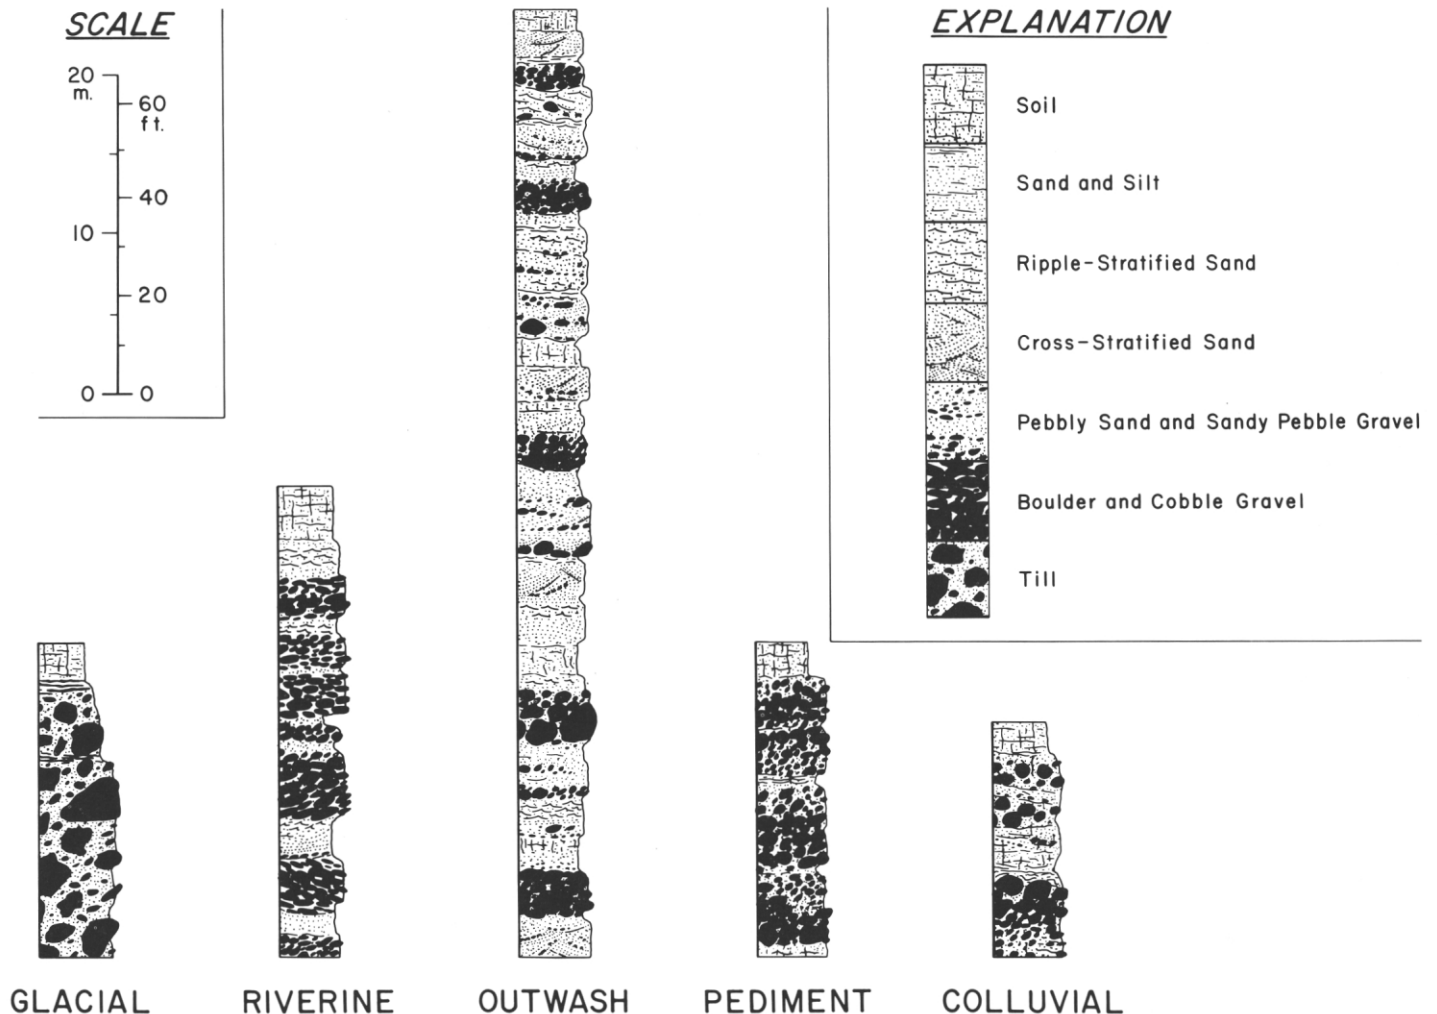 SCALE
20
m.
60
ft.
40
10
20
0
0
EXPLANATION
Soil
Sand and Silt
Ripple-Stratified Sand
Cross-Stratified Sand
Pebbly Sand and Sandy Pebble Gravel
Boulder and Cobble Gravel
Till
GLACIAL
RIVERINE
OUTWASH
PEDIMENT
COLLUVIAL